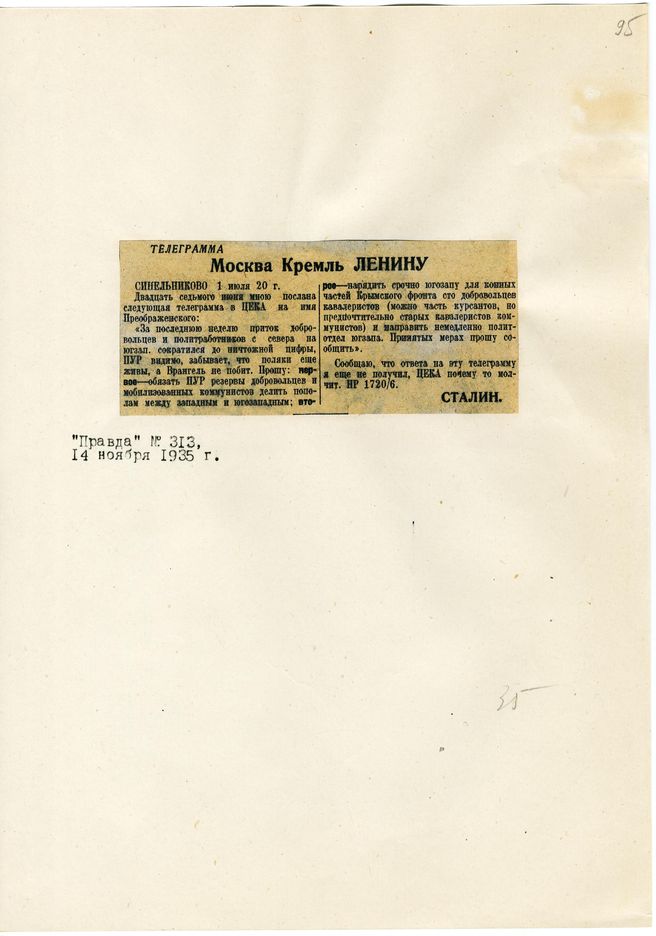 95
ТЕЛЕГРАММА
Москва Кремль ЛЕНИНУ
СИНЕЛЬНИКОВО 1 июля 20 г.
Двадцать седьмого июня мною послана
следующая телеграмма в ЦЕКА на имя
Преображенского:
«За последнюю неделю приток добро-
вольцев и политработников с севера на
югзап. сократился до ничтожной цифры,
ПУР видимо, забывает, что поляки еще
живы, а Врангель не побит. Прошу: пер-
вое—обязать ПУР резервы добровольцев и
мобилизованных коммунистов делить попо-
лам между западным и югозападным; вто-
рое—нарядить срочно югозапу для конных
частей Крымского фронта сто добровольцев
кавалеристов (можно часть курсантов, но
предпочтительно старых кавалеристов ком-
мунистов) и направить немедленно полит-
отдел югзапа. Принятых мерах прошу со-
общить».
Сообщаю, что ответа на эту телеграмму
я еще не получил, ЦЕКА почему то мол-
чит. НР 1720/б.
СТАЛИН.
"Правда" № 313,
14 ноября 1935 г.
35